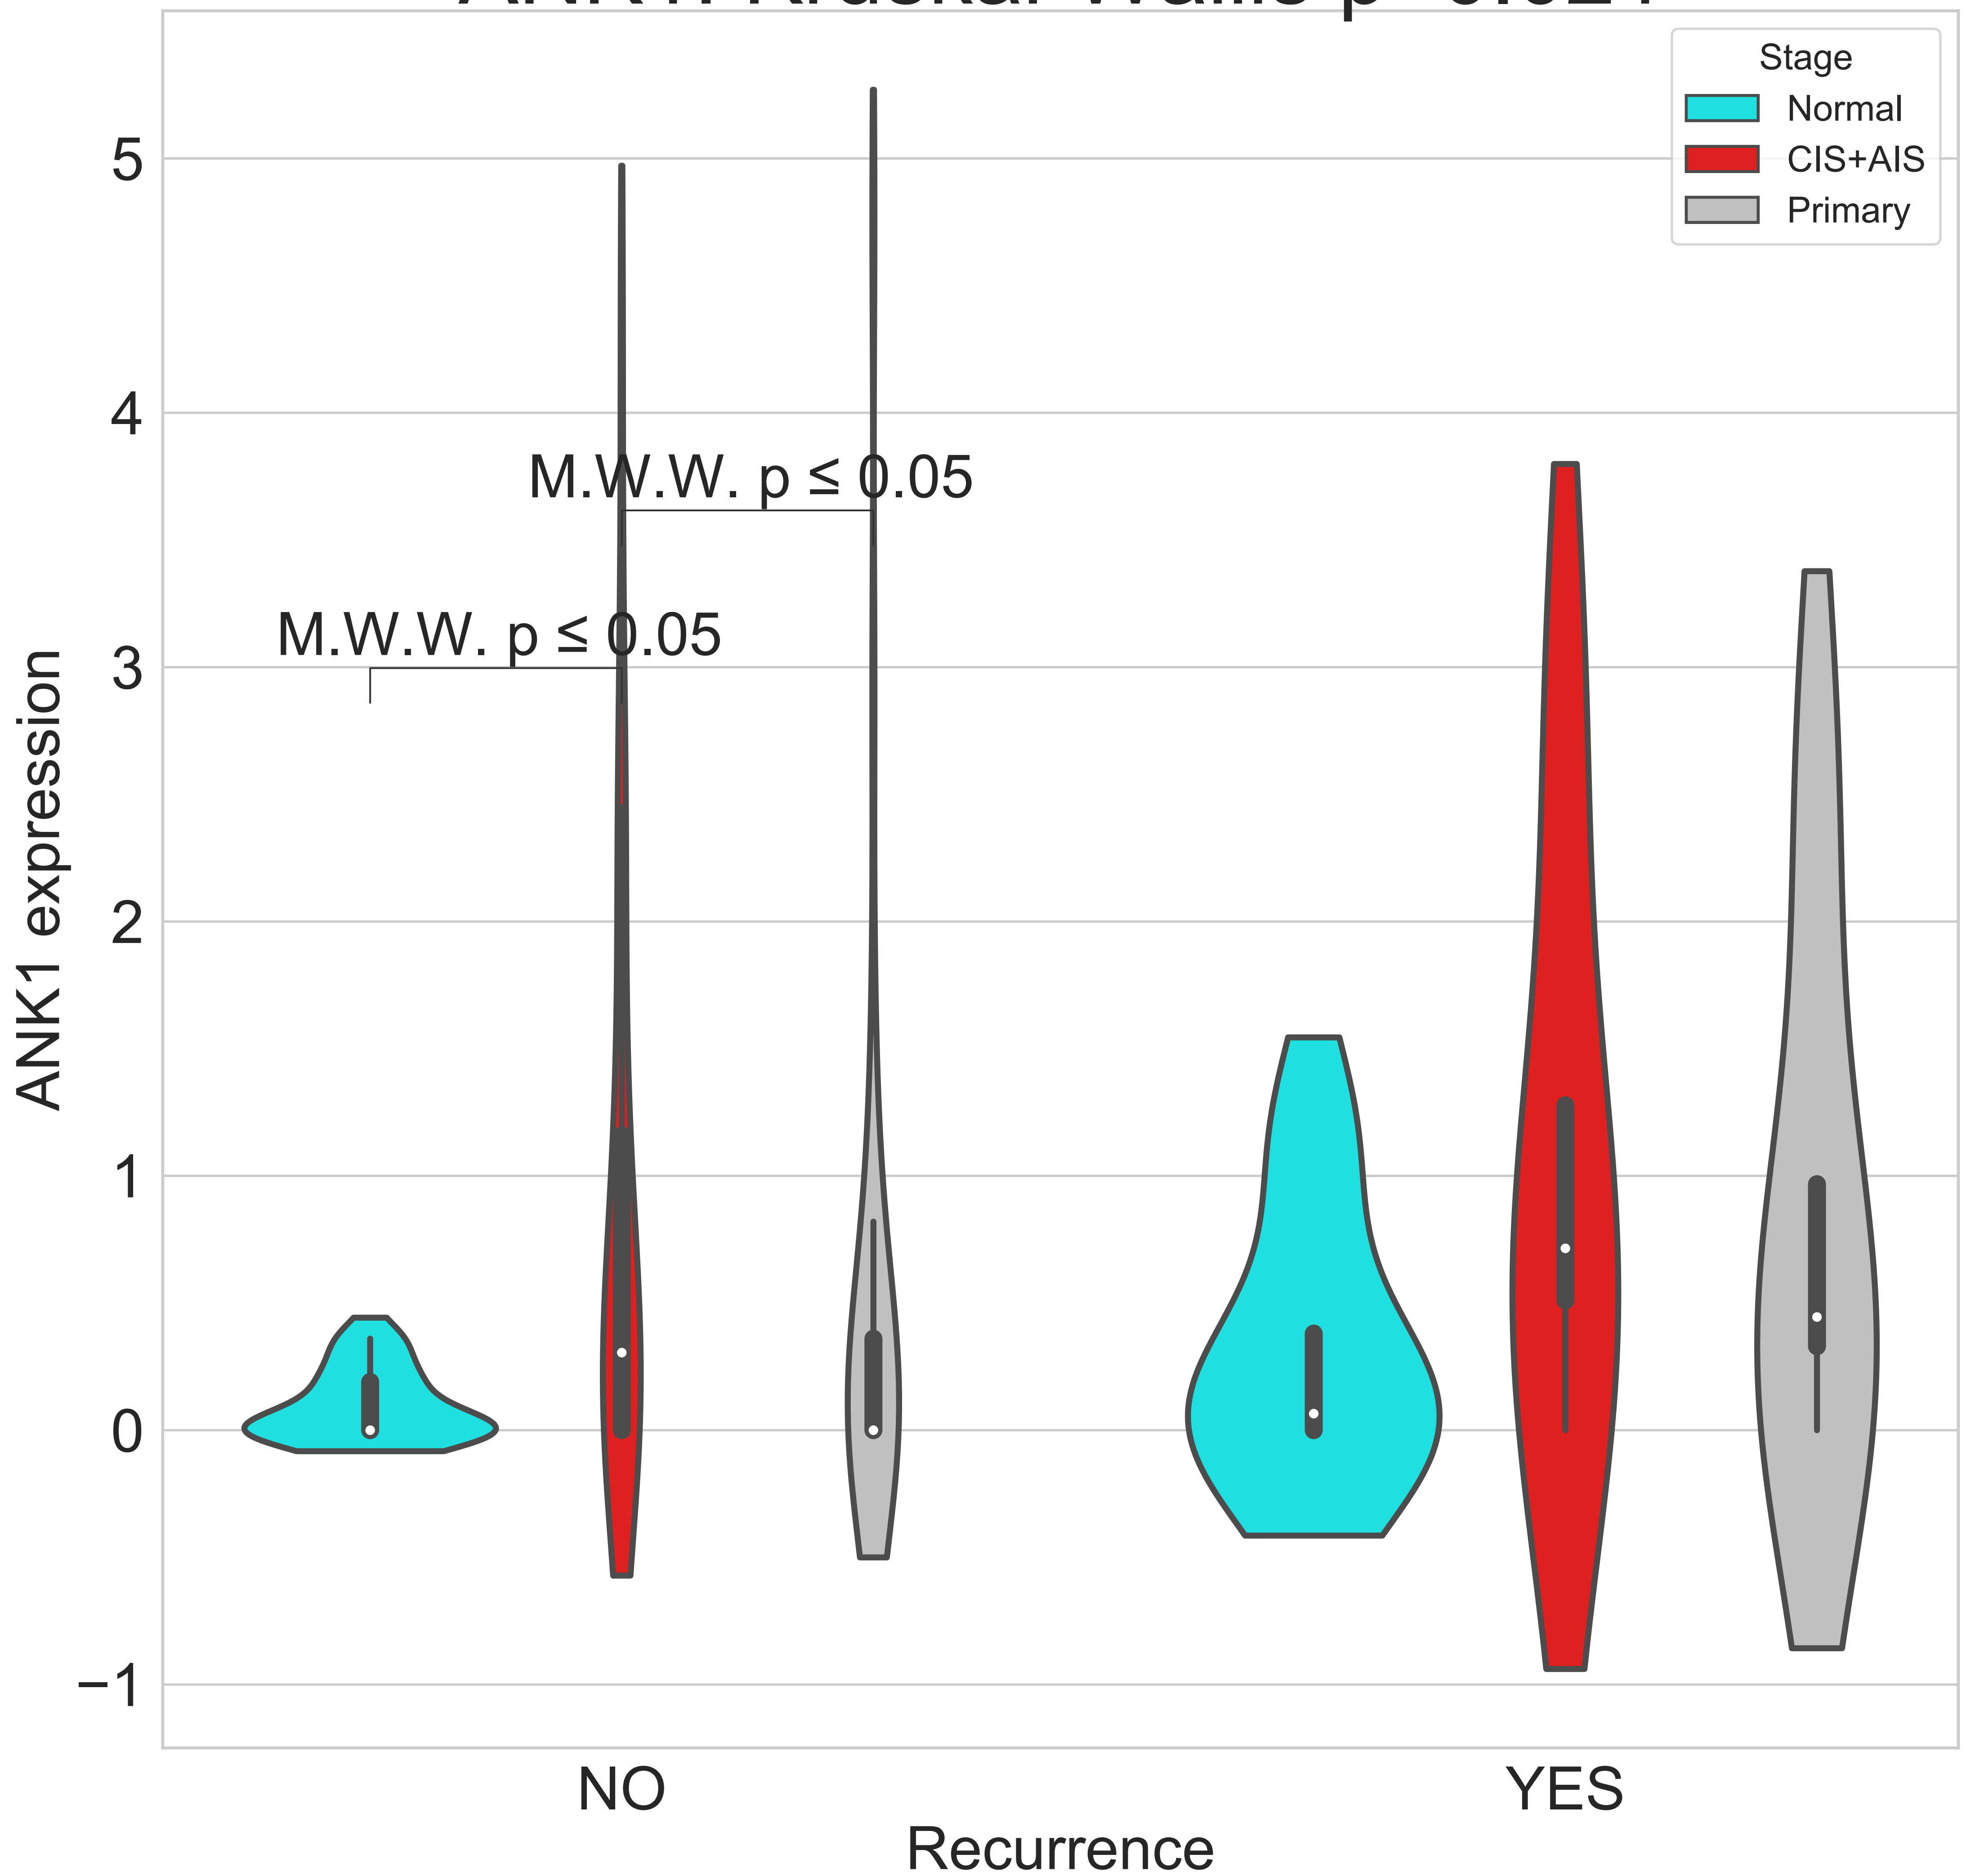 Stage
Normal
CIS+AIS
Primary
5
4
3
2
1
0
−1
M.W.W. p ≤ 0.05
M.W.W. p ≤ 0.05
ANK1 expression
NO
YES
Recurrence